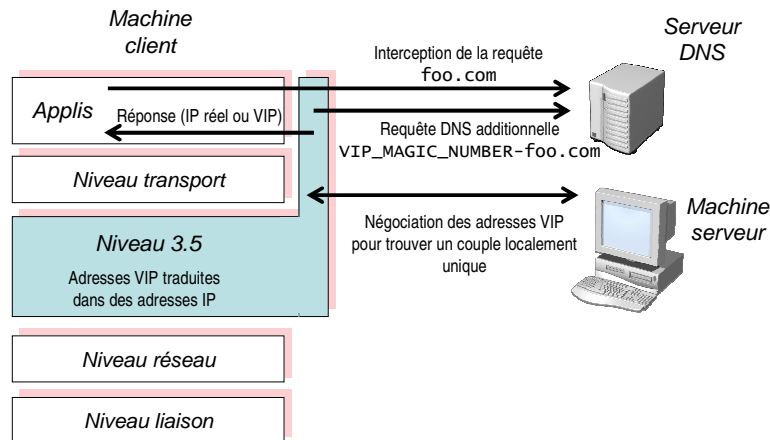 Machine
client
Serveur
DNS
Interception de la requête
foo.com
Applis
Réponse (IP réel ou VIP)
Requête DNS additionnelle
VIP_MAGIC_NUMBER-foo.com
Niveau transport
Négociation des adresses VIP
pour trouver un couple localement
unique
Machine
serveur
Niveau 3.5
Adresses VIP traduites
dans des adresses IP
Niveau réseau
Niveau liaison